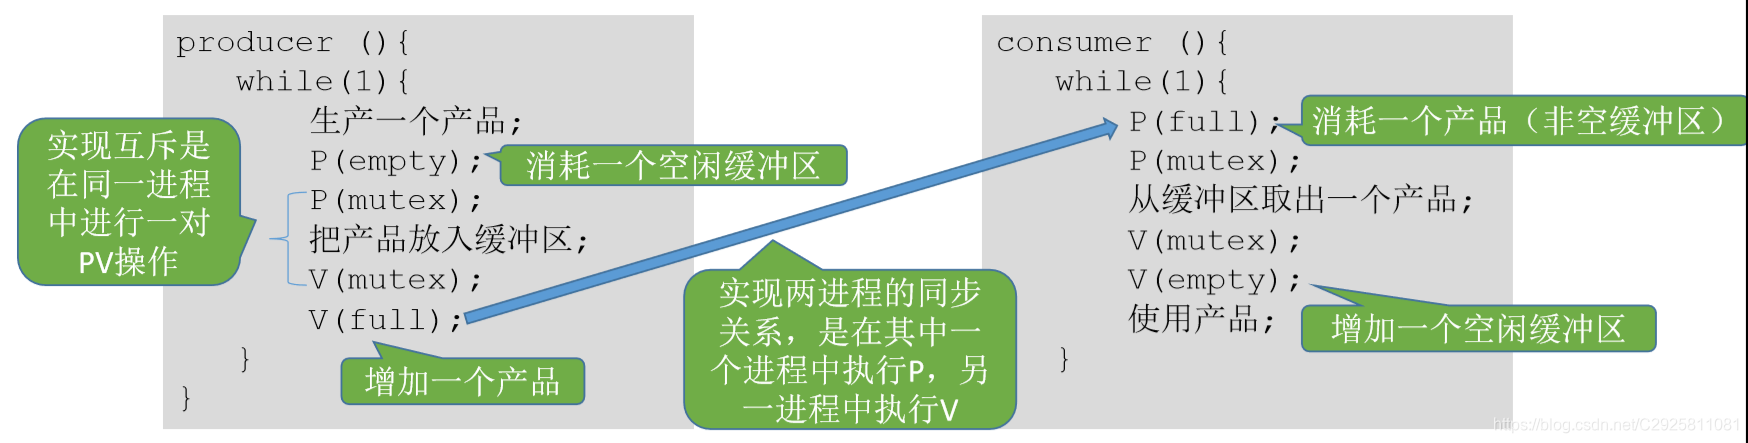 producer (){
while(1){
生产一个产品;
P(empty);
P(mutex);
把产品放入缓冲区;
V(mutex);
V(full);
}
}
实现互斥是
在同一进程
中进行一对
PV操作
消耗一个空闲缓冲区
增加一个产品
实现两进程的同步
关系，是在其中一
个进程中执行P，另
一进程中执行V
consumer (){
while(1){
P(full);
P(mutex);
从缓冲区取出一个产品;
V(mutex);
V(empty);
使用产品;
}
消耗一个产品（非空缓冲区）
增加一个空闲缓冲区
https://blog.csdn.net/C2925811081